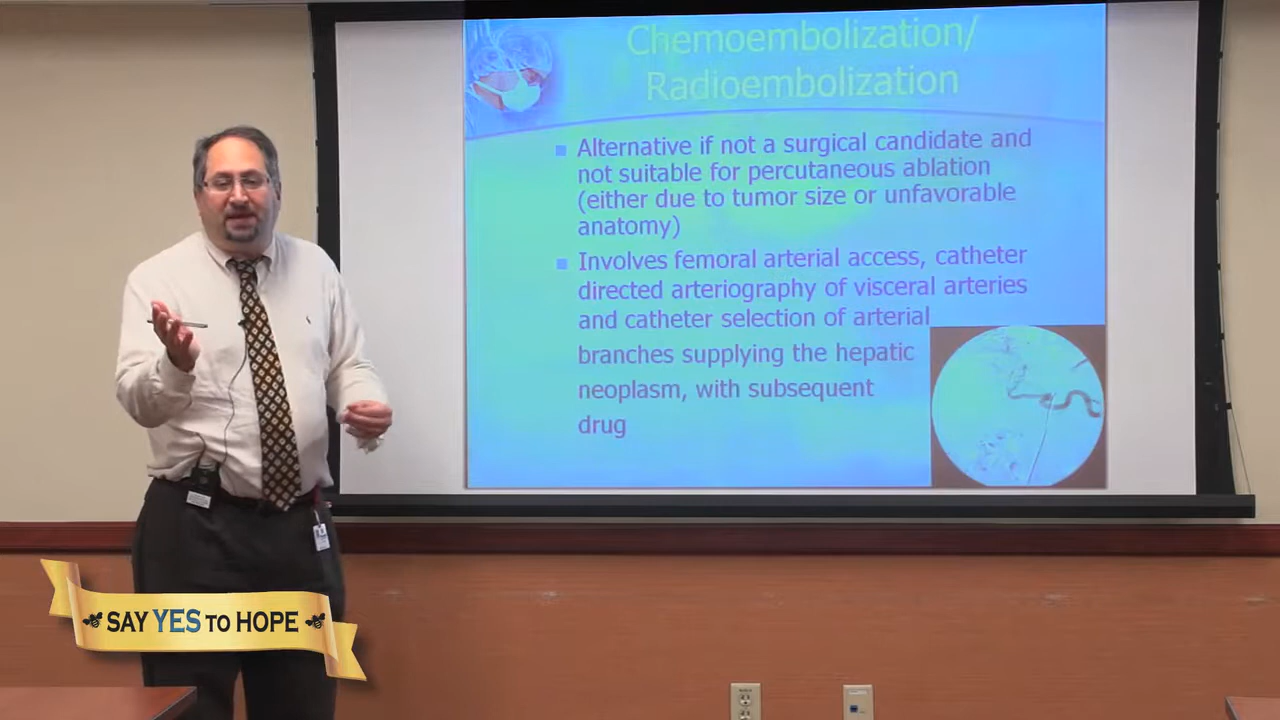 Chemoembolization/
Radioembolization
Alternative if not a surgical candidate and
not suitable for percutaneous ablation
(either due to tumor size or unfavorable
anatomy)
Involves femoral arterial access, catheter
directed arteriography of visceral arteries
and catheter selection of arterial
branches supplying the hepatic
neoplasm, with subsequent
drug
SAY YES TO HOPE